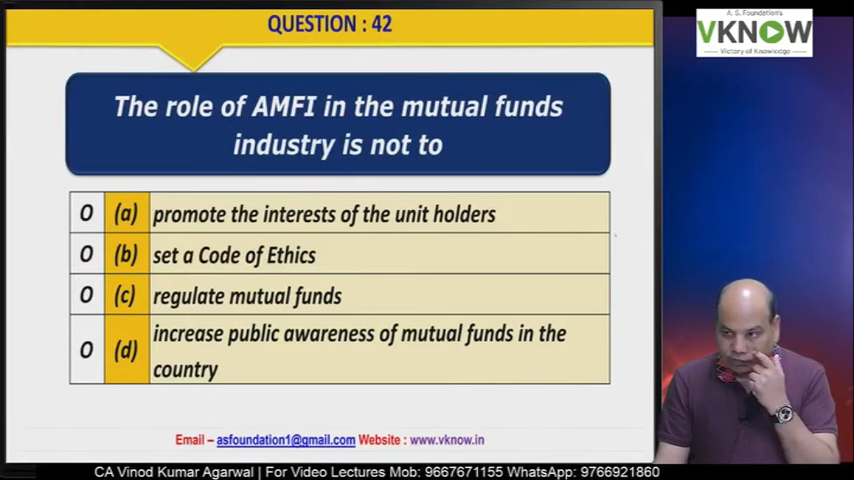 QUESTION : 42
A. S. Foundation's
VKNOW
Victory of Knowledge
The role of AMFI in the mutual funds
industry is not to
O (a) promote the interests of the unit holders
O (b) set a Code of Ethics
O (c) regulate mutual funds
O (d) increase public awareness of mutual funds in the
country
Email – asfoundation1@gmail.com Website : www.vknow.in
CA Vinod Kumar Agarwal | For Video Lectures Mob: 9667671155 WhatsApp: 9766921860